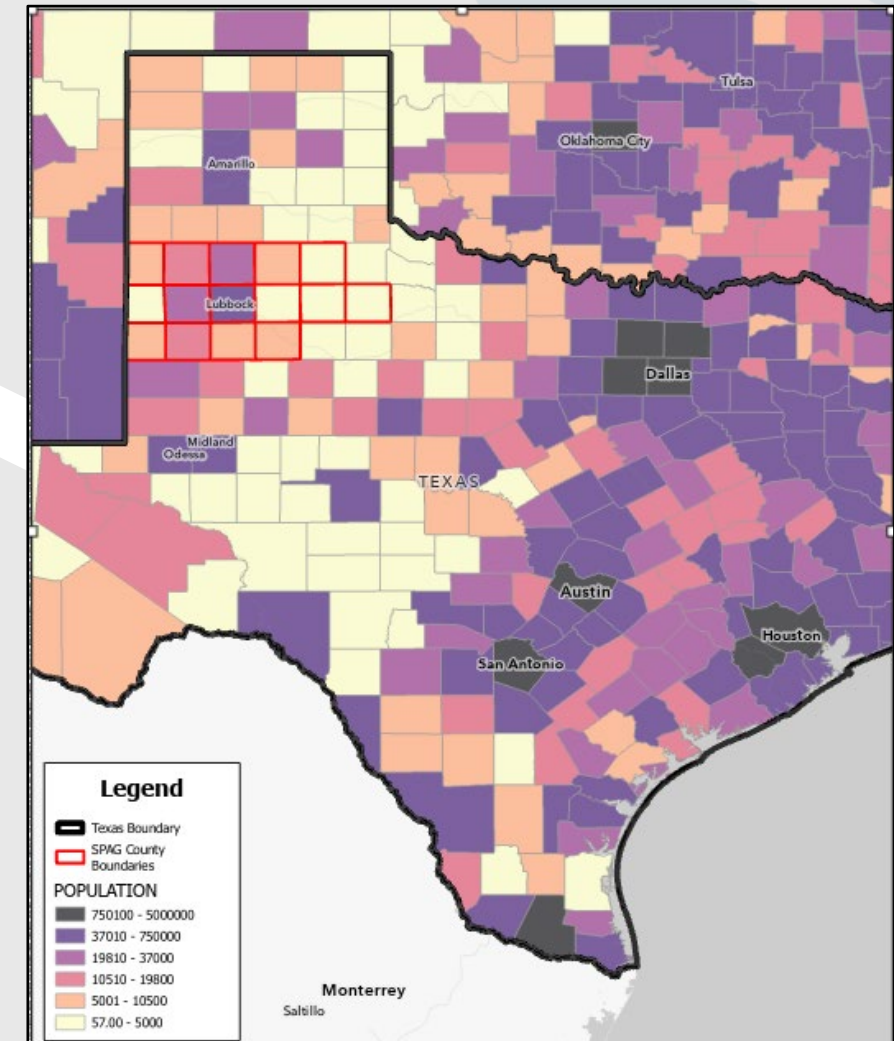 Tulsa
Oklahoma City
Amarillo
Lubbock
Dallas
Midland
Odessa
TEXAS
Austin
Houston
San Antonio
Legend
Texas Boundary
SPAG County
Boundaries
POPULATION
750100 - 5000000
37010 - 750000
19810 - 37000
10510 - 19800
5001 - 10500
57.00 - 5000
Monterrey
Saltillo